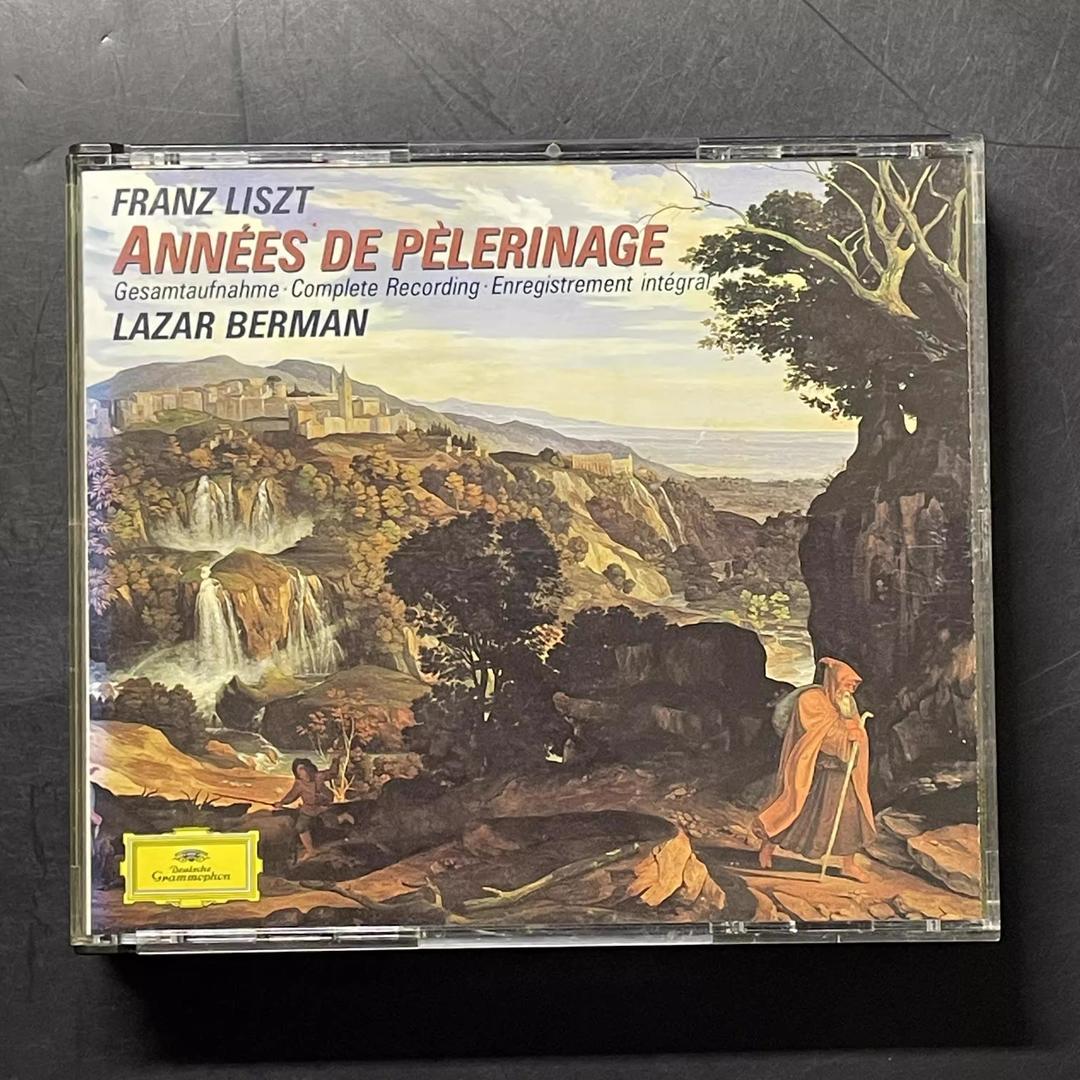 FRANZ LISZT
ANNÉES DE PÈLERINAGE
Gesamtaufnahme · Complete Recording · Enregistrement intégral
LAZAR BERMAN
Deutsche
Grammophon